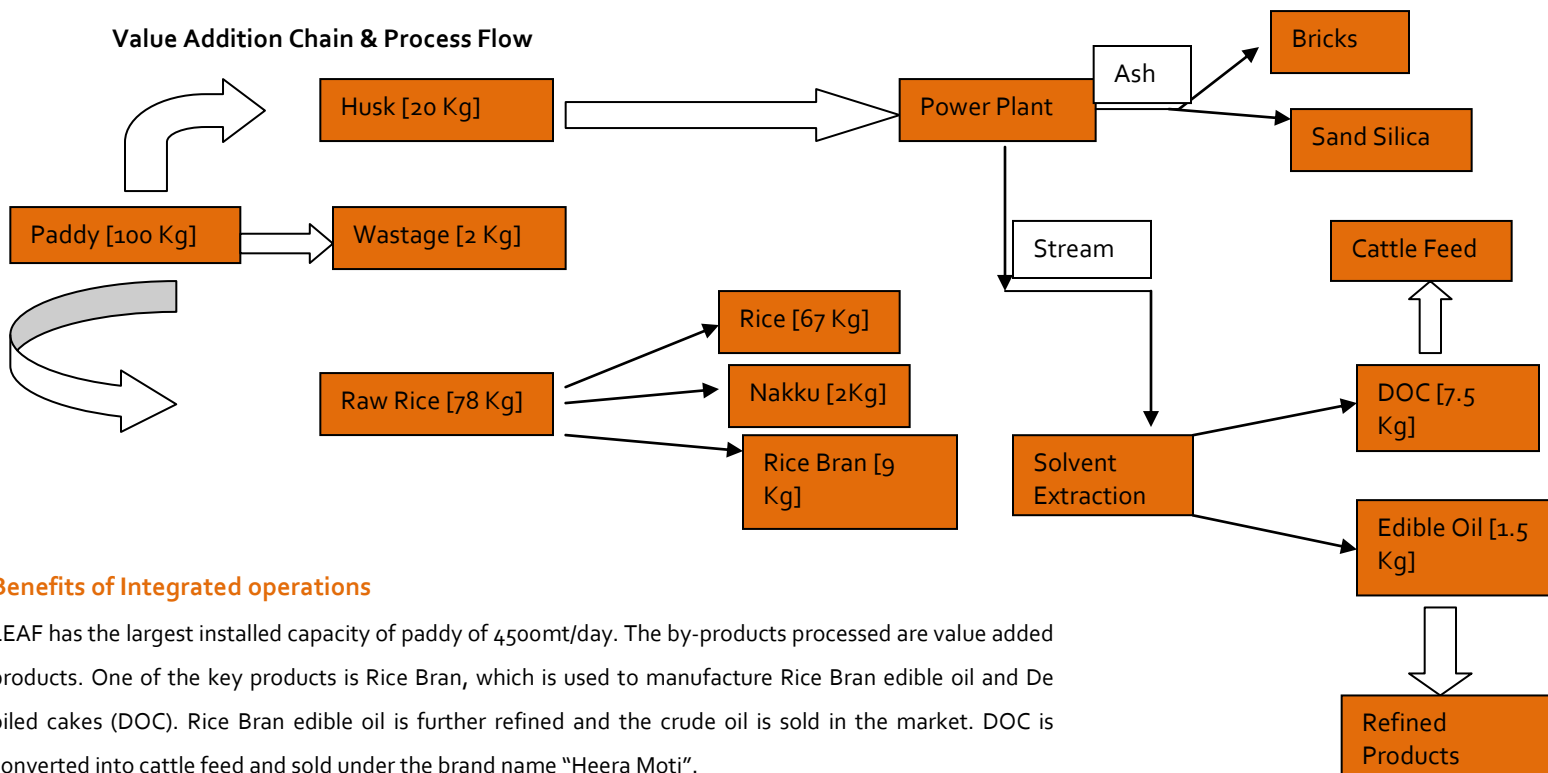 Value Addition Chain & Process Flow
Bricks
Ash
Husk [20 Kg]
Power Plant
Sand Silica
Paddy [100 Kg]
Wastage [2 Kg]
Stream
Cattle Feed
Rice [67 Kg]
Raw Rice [78 Kg]
Nakku [2Kg]
DOC [7.5
Kg]
Rice Bran [9
Kg]
Solvent
Extraction
Edible Oil [1.5
Kg]
Refined
Products
Benefits of Integrated operations
LEAF has the largest installed capacity of paddy of 4500mt/day. The by-products processed are value added
products. One of the key products is Rice Bran, which is used to manufacture Rice Bran edible oil and De
oiled cakes (DOC). Rice Bran edible oil is further refined and the crude oil is sold in the market. DOC is
converted into cattle feed and sold under the brand name “Heera Moti”.